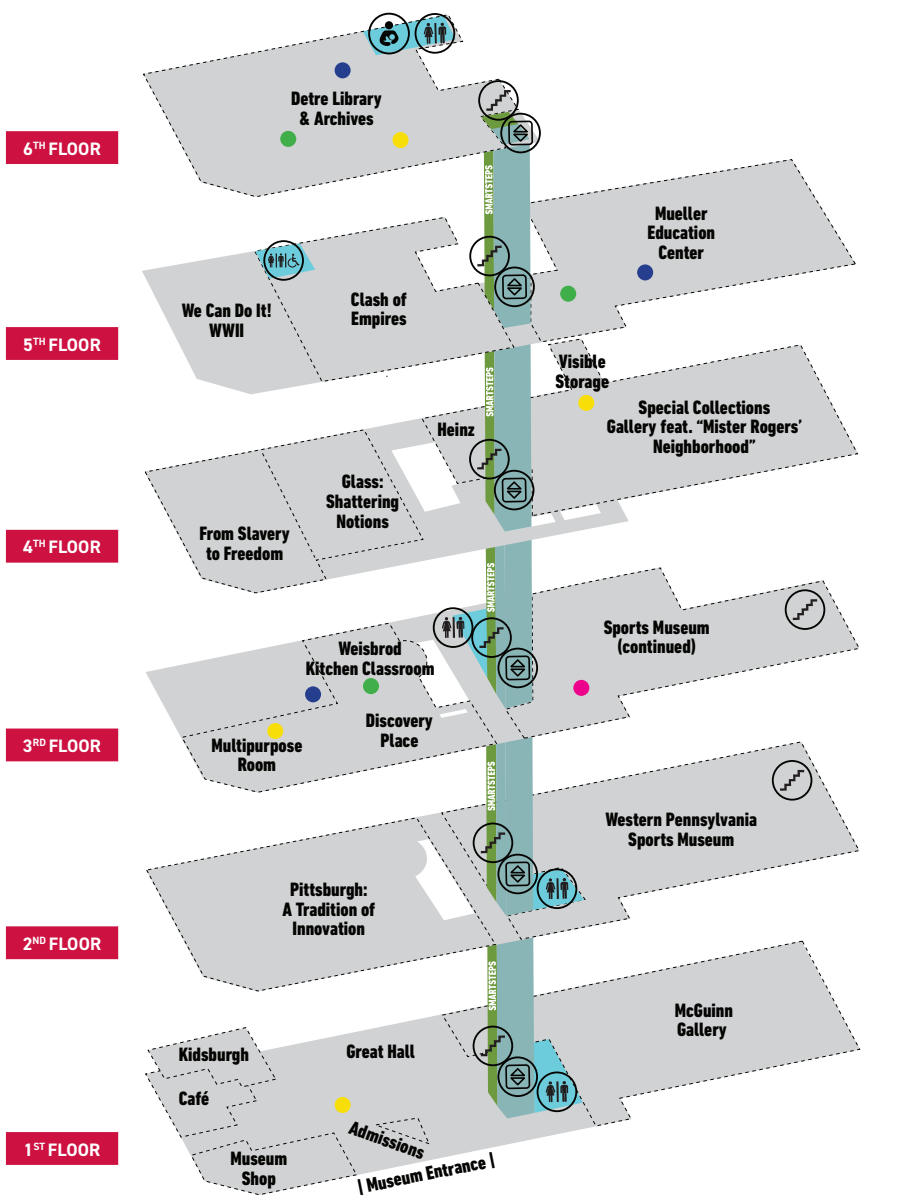 Detre Library
& Archives
6TH FLOOR
SMARTSTEPS
Mueller
Education
Center
We Can Do It!
WWII
Clash of
Empires
5TH FLOOR
SMARTSTEPS
Visible
Storage
Heinz
Special Collections
Gallery feat. “Mister Rogers’
Neighborhood”
Glass:
Shattering
Notions
From Slavery
to Freedom
4TH FLOOR
SMARTSTEPS
Sports Museum
(continued)
Weisbrod
Kitchen Classroom
Discovery
Place
Multipurpose
Room
3RD FLOOR
SMARTSTEPS
Western Pennsylvania
Sports Museum
Pittsburgh:
A Tradition of
Innovation
2ND FLOOR
SMARTSTEPS
McGuinn
Gallery
Great Hall
Kidsburgh
Café
Admissions
Museum
Shop
1ST FLOOR
| Museum Entrance |